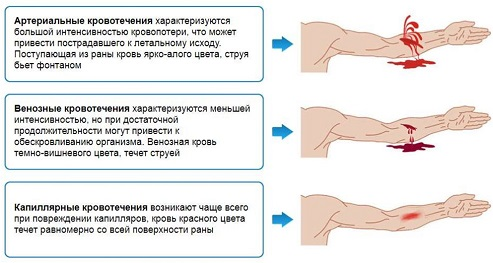 Артериальные кровотечения характеризуются
большой интенсивностью кровопотери, что может
привести пострадавшего к летальному исходу.
Поступающая из раны кровь ярко-алого цвета, струя
бьет фонтаном
Венозные кровотечения характеризуются меньшей
интенсивностью, но при достаточной
продолжительности могут привести к
обескровливанию организма. Венозная кровь
темно-вишневого цвета, течет струей
Капиллярные кровотечения возникают чаще всего
при повреждении капилляров, кровь красного цвета
течет равномерно со всей поверхности раны